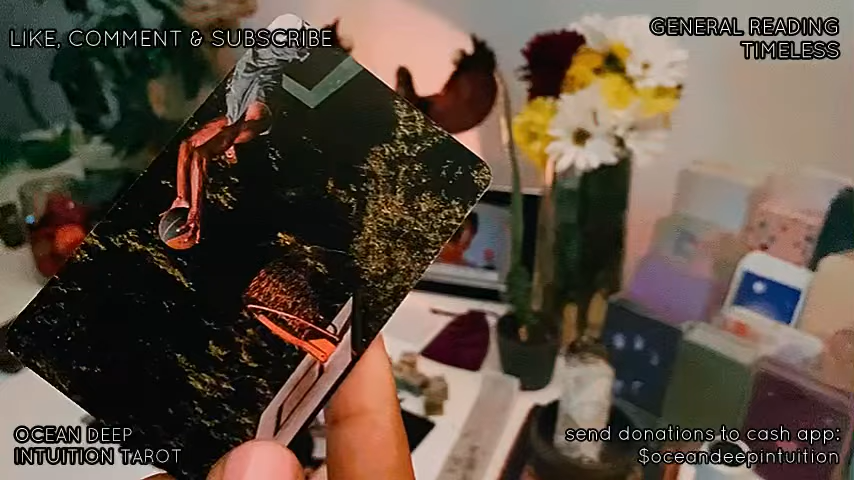 LIKE, COMMENT & SUBSCRIBE
GENERAL READING
TIMELESS
OCEAN DEEP
INTUITION TAROT
send donations to cash app:
$oceandeepintuition